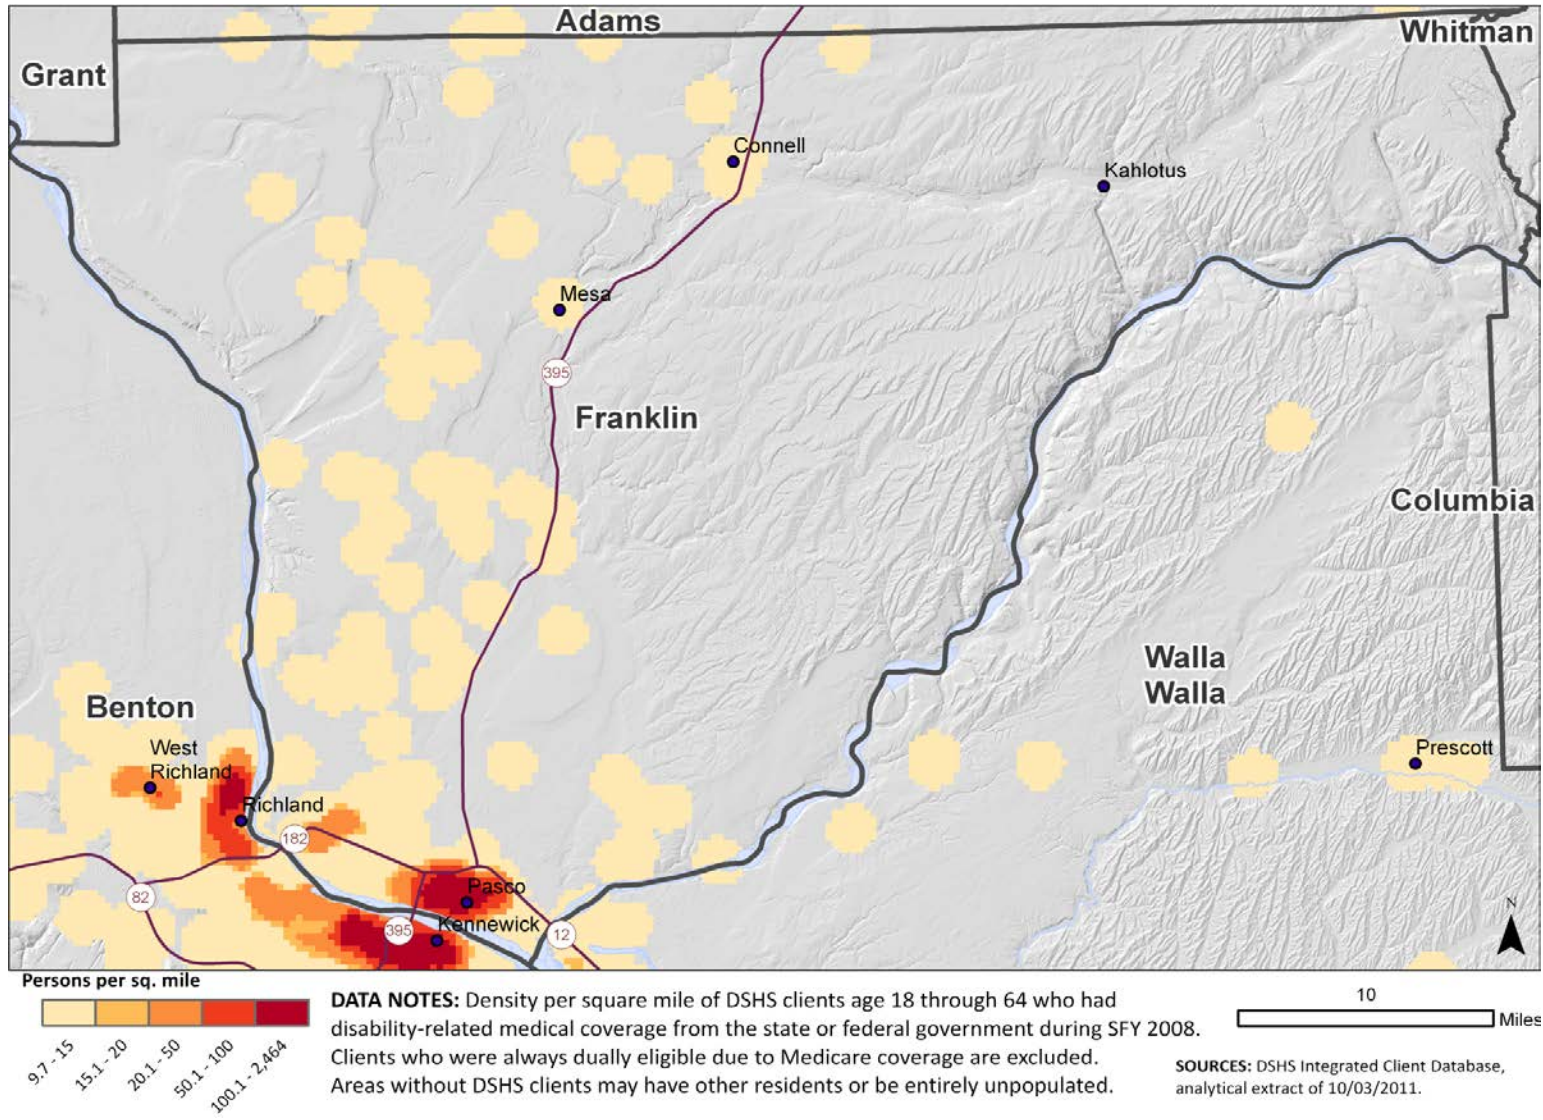 Adams
Whitman
Grant
Connell
Kahlotus
Mesa
395
Franklin
Columbia
Walla
Walla
Benton
West
Richland
Prescott
Richland
182
82
Pasco
395
Kennewick
12
N
Persons per sq. mile
9.7 - 15
15.1 - 20
20.1 - 50
50.1 - 100
100.1 - 2,464
DATA NOTES: Density per square mile of DSHS clients age 18 through 64 who had
disability-related medical coverage from the state or federal government during SFY 2008.
Clients who were always dually eligible due to Medicare coverage are excluded.
Areas without DSHS clients may have other residents or be entirely unpopulated.
10
Miles
SOURCES: DSHS Integrated Client Database,
analytical extract of 10/03/2011.